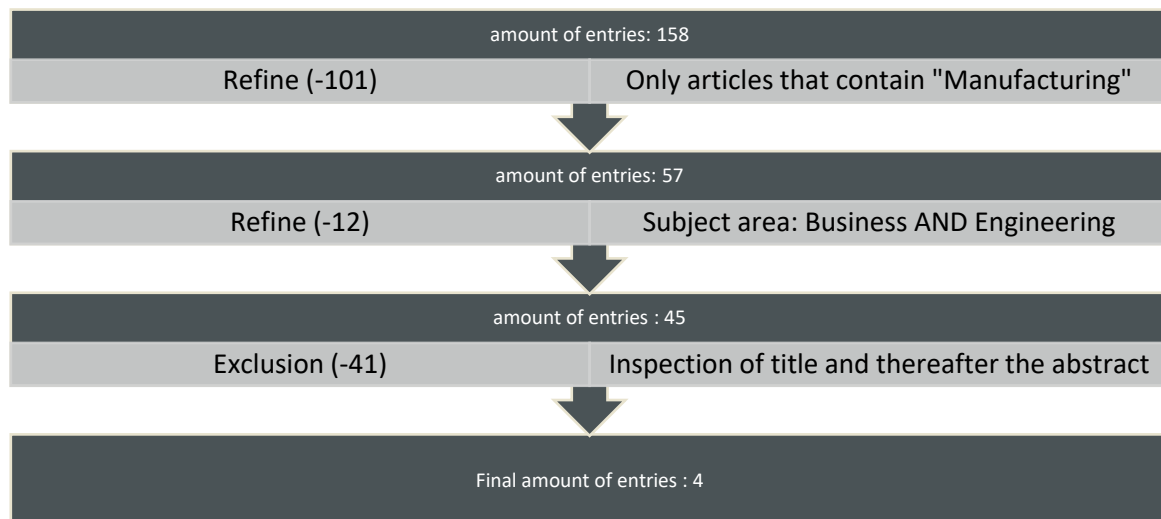 amount of entries: 158
Refine (-101)
Only articles that contain "Manufacturing"
amount of entries: 57
Refine (-12)
Subject area: Business AND Engineering
amount of entries : 45
Exclusion (-41)
Inspection of title and thereafter the abstract
Final amount of entries : 4